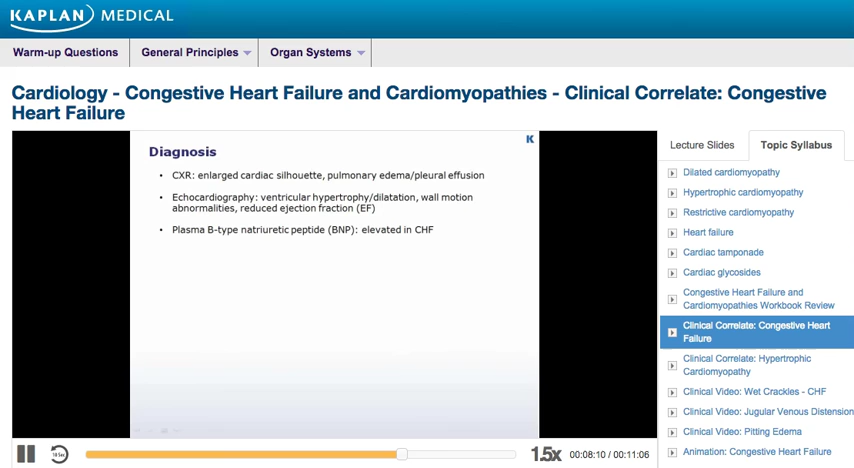 KAPLAN MEDICAL
Warm-up Questions
General Principles
Organ Systems
Cardiology - Congestive Heart Failure and Cardiomyopathies - Clinical Correlate: Congestive
Heart Failure
K
Diagnosis
• CXR: enlarged cardiac silhouette, pulmonary edema/pleural effusion
• Echocardiography: ventricular hypertrophy/dilatation, wall motion
abnormalities, reduced ejection fraction (EF)
• Plasma B-type natriuretic peptide (BNP): elevated in CHF
10 Sec
1.5x
00:08:10 / 00:11:06
Lecture Slides
Topic Syllabus
Dilated cardiomyopathy
Hypertrophic cardiomyopathy
Restrictive cardiomyopathy
Heart failure
Cardiac tamponade
Cardiac glycosides
Congestive Heart Failure and
Cardiomyopathies Workbook Review
Clinical Correlate: Congestive Heart
Failure
Clinical Correlate: Hypertrophic
Cardiomyopathy
Clinical Video: Wet Crackles - CHF
Clinical Video: Jugular Venous Distension
Clinical Video: Pitting Edema
Animation: Congestive Heart Failure